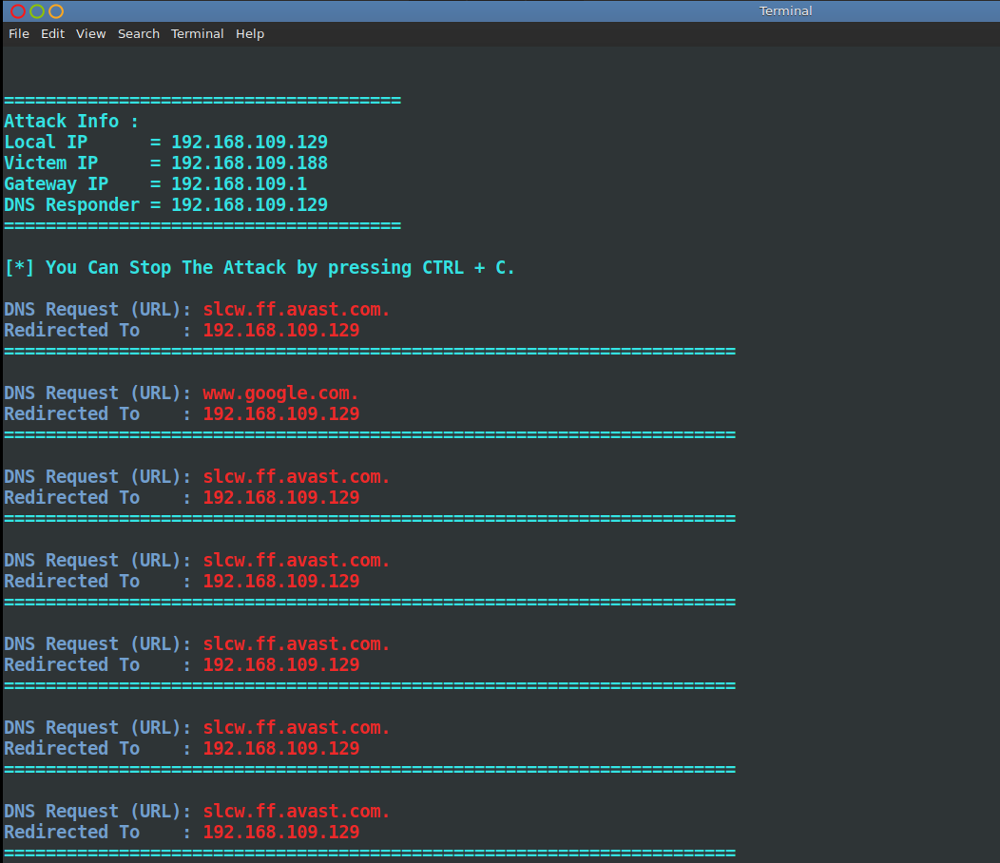 Terminal
File Edit View Search Terminal Help
======================================
Attack Info :
Local IP      = 192.168.109.129
Victem IP     = 192.168.109.188
Gateway IP    = 192.168.109.1
DNS Responder = 192.168.109.129
======================================
[*] You Can Stop The Attack by pressing CTRL + C.
DNS Request (URL): slcw.ff.avast.com.
Redirected To    : 192.168.109.129
======================================================================
DNS Request (URL): www.google.com.
Redirected To    : 192.168.109.129
======================================================================
DNS Request (URL): slcw.ff.avast.com.
Redirected To    : 192.168.109.129
======================================================================
DNS Request (URL): slcw.ff.avast.com.
Redirected To    : 192.168.109.129
======================================================================
DNS Request (URL): slcw.ff.avast.com.
Redirected To    : 192.168.109.129
======================================================================
DNS Request (URL): slcw.ff.avast.com.
Redirected To    : 192.168.109.129
======================================================================
DNS Request (URL): slcw.ff.avast.com.
Redirected To    : 192.168.109.129
======================================================================